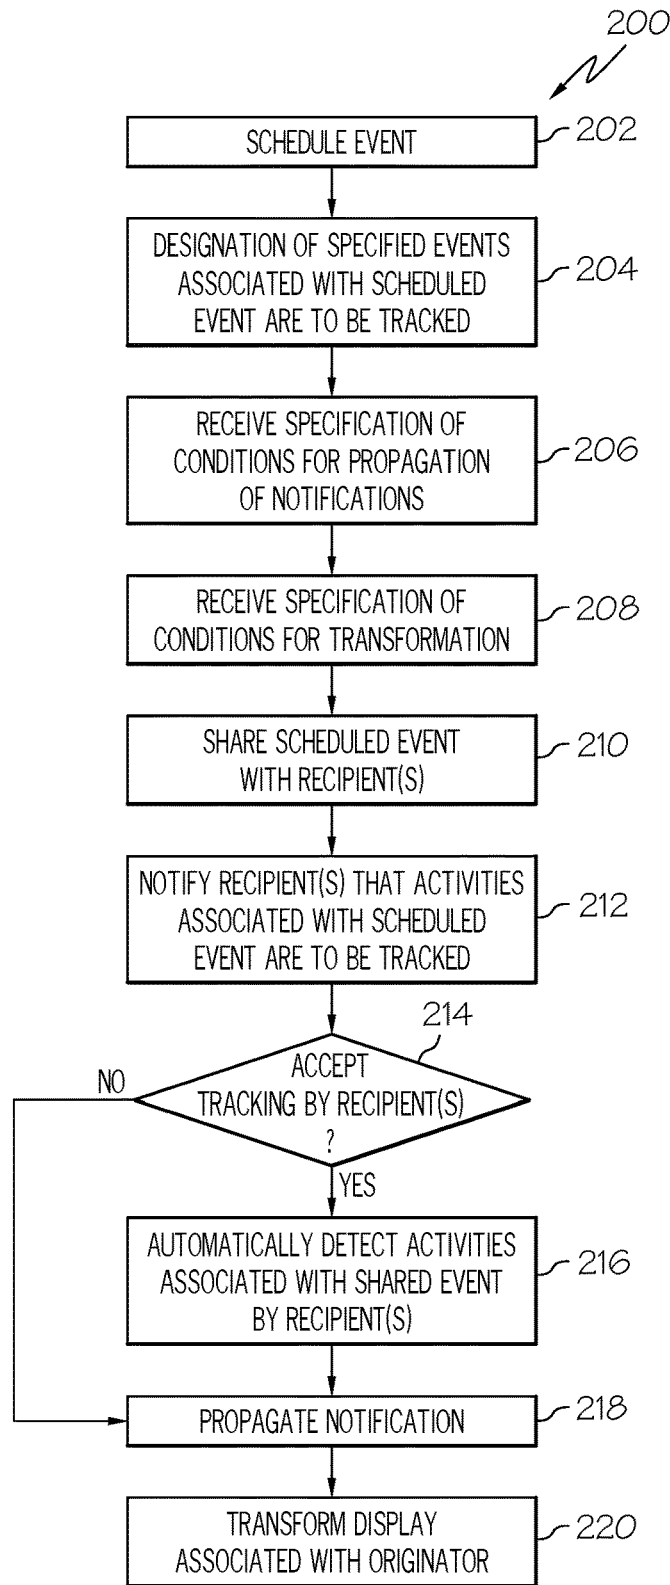 200
SCHEDULE EVENT
202
DESIGNATION OF SPECIFIED EVENTS
ASSOCIATED WITH SCHEDULED
EVENT ARE TO BE TRACKED
204
RECEIVE SPECIFICATION OF
CONDITIONS FOR PROPAGATION
OF NOTIFICATIONS
206
RECEIVE SPECIFICATION OF
CONDITIONS FOR TRANSFORMATION
208
SHARE SCHEDULED EVENT
WITH RECIPIENT(S)
210
NOTIFY RECIPIENT(S) THAT ACTIVITIES
ASSOCIATED WITH SCHEDULED
EVENT ARE TO BE TRACKED
212
214
ACCEPT
TRACKING BY RECIPIENT(S)
?
NO
YES
AUTOMATICALLY DETECT ACTIVITIES
ASSOCIATED WITH SHARED EVENT
BY RECIPIENT(S)
216
PROPAGATE NOTIFICATION
218
TRANSFORM DISPLAY
ASSOCIATED WITH ORIGINATOR
220